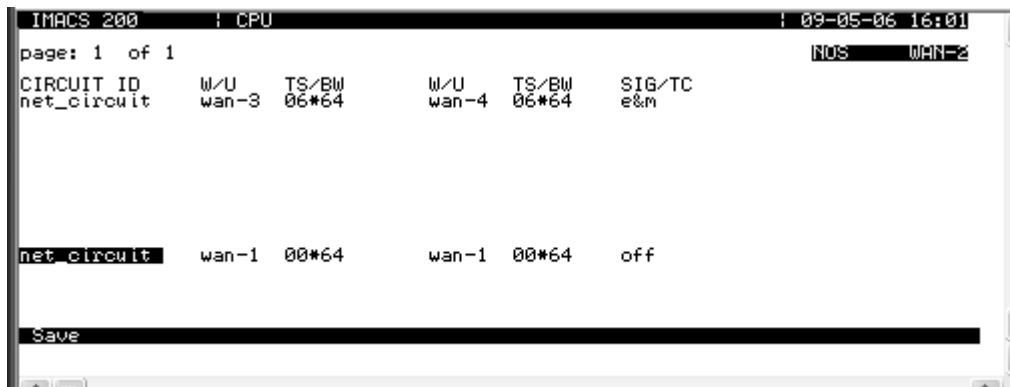 IMACS 200 ¦ CPU ¦ 09-05-06 16:01
page: 1 of 1 NOS WAN-2
CIRCUIT ID W/U TS/BW W/U TS/BW SIG/TC
net_circuit wan-3 06*64 wan-4 06*64 e&m
net_circuit wan-1 00*64 wan-1 00*64 off
Save